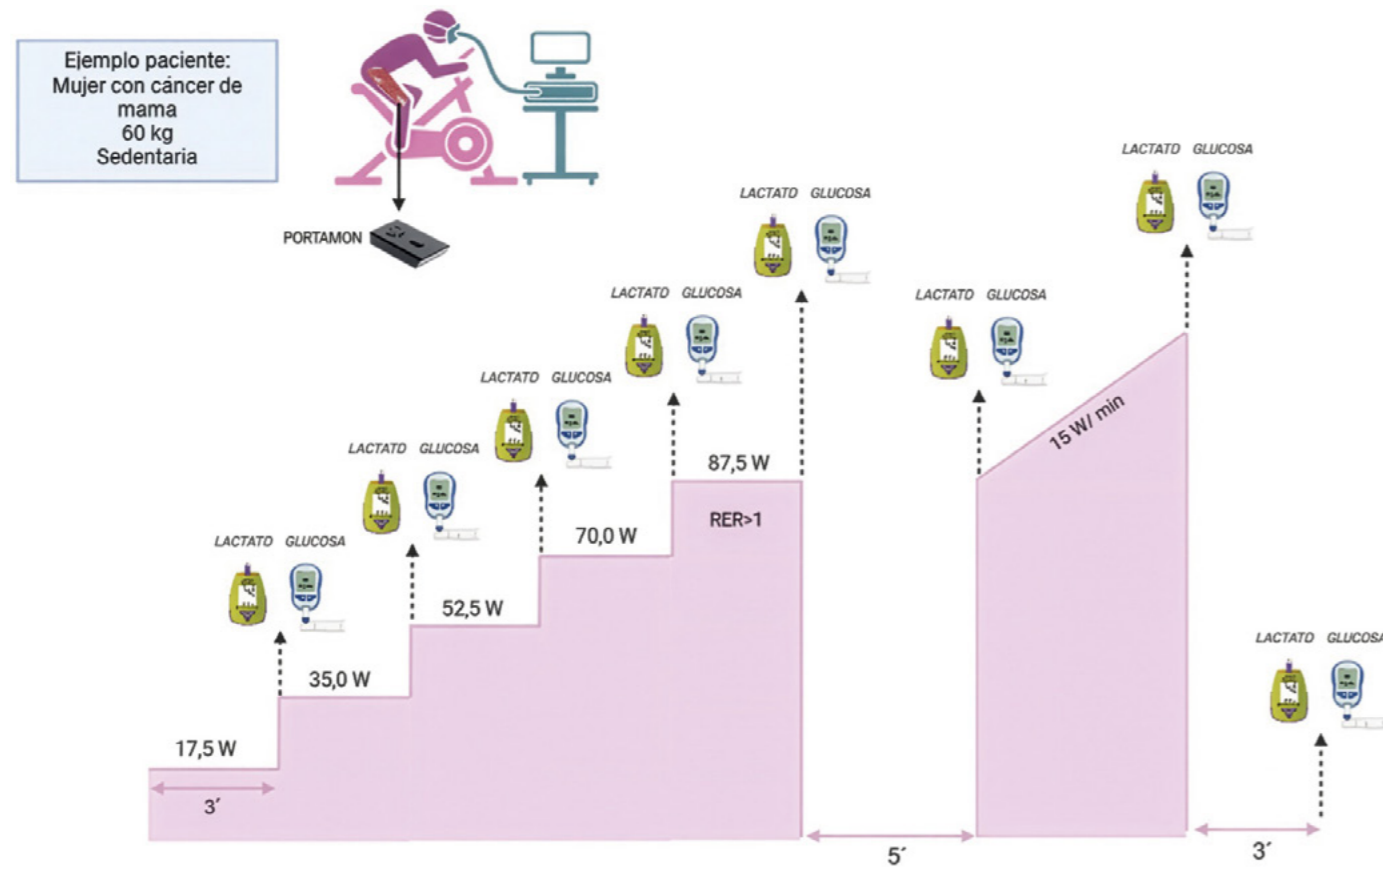 Ejemplo paciente:
Mujer con cáncer de
mama
60 kg
Sedentaria
PORTAMON
LACTATO GLUCOSA
LACTATO GLUCOSA
LACTATO GLUCOSA
LACTATO GLUCOSA
LACTATO GLUCOSA
LACTATO GLUCOSA
LACTATO GLUCOSA
LACTATO GLUCOSA
17,5 W
35,0 W
52,5 W
70,0 W
87,5 W
RER>1
15 W/ min
3´
5´
3´